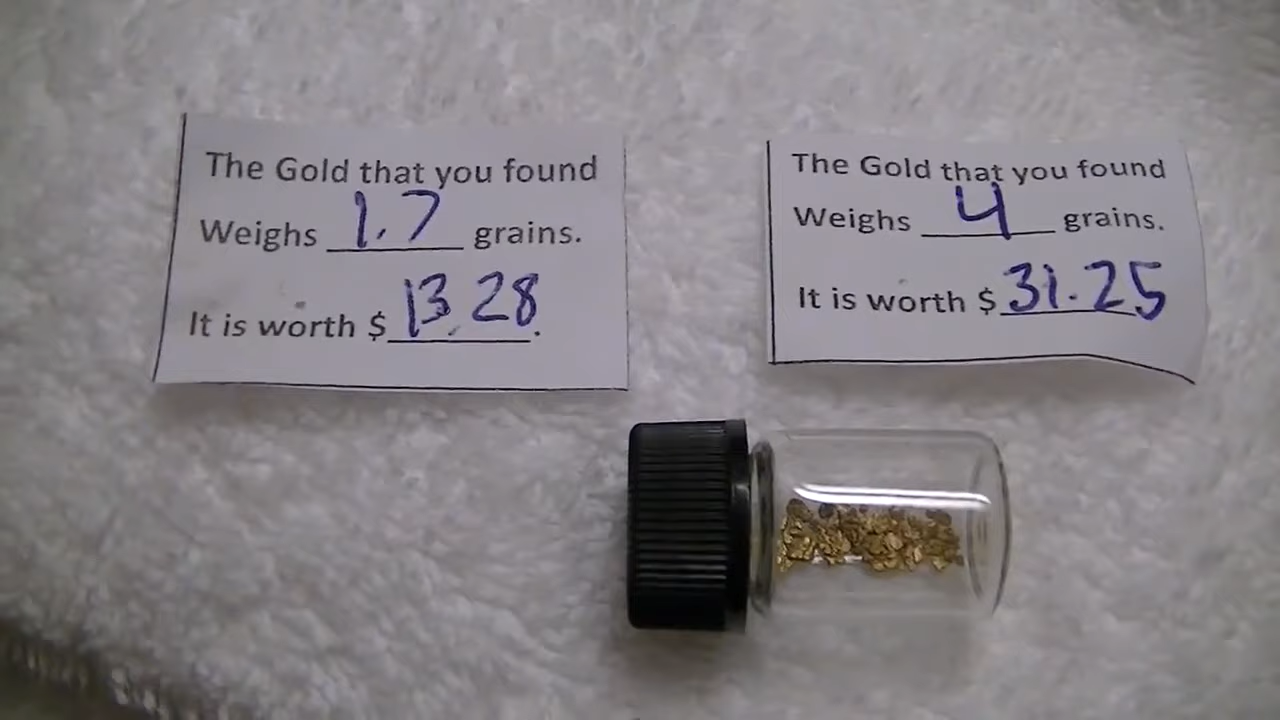 The Gold that you found
Weighs 1.7 grains.
It is worth $ 13.28.
The Gold that you found
Weighs 4 grains.
It is worth $ 31.25